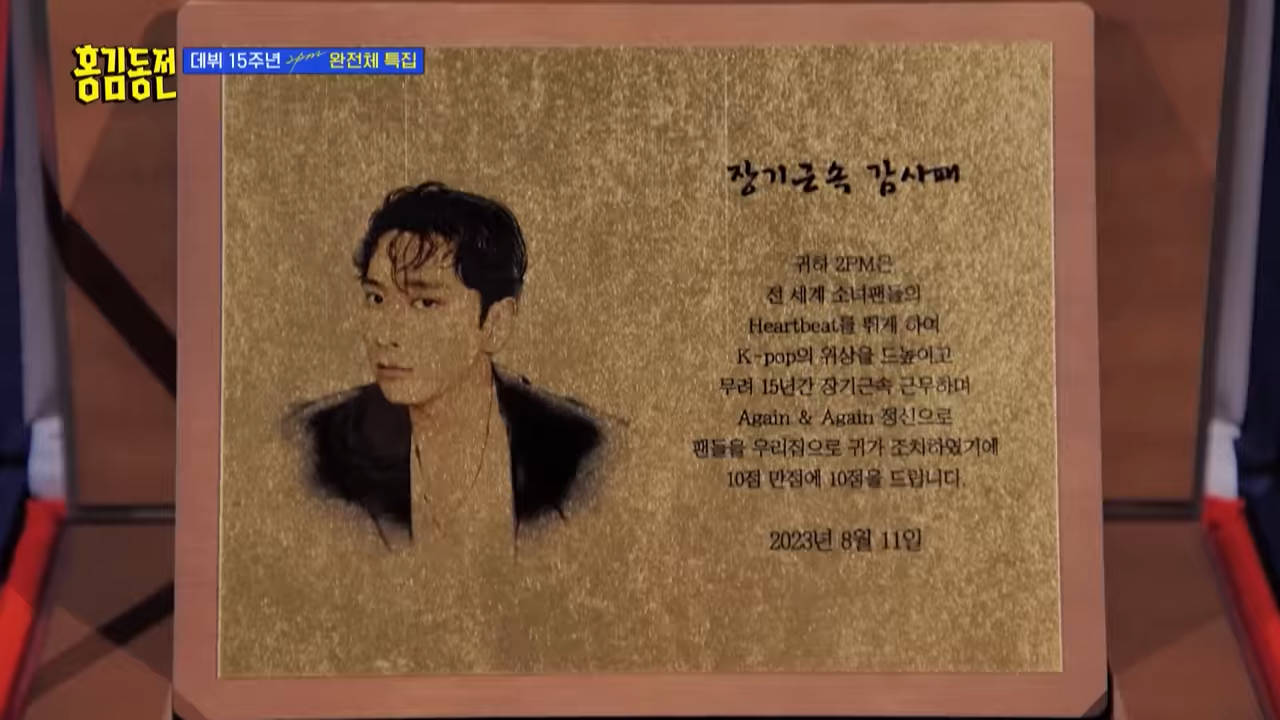 홍김동전
데뷔 15주년 2pm 완전체 특집
장기근속 감사패
귀하 2PM은
전 세계 소녀팬들의
Heartbeat를 뛰게 하여
K-pop의 위상을 드높이고
무려 15년간 장기근속 근무하며
Again & Again 정신으로
팬들을 우리집으로 귀가 조치하였기에
10점 만점에 10점을 드립니다.
2023년 8월 11일